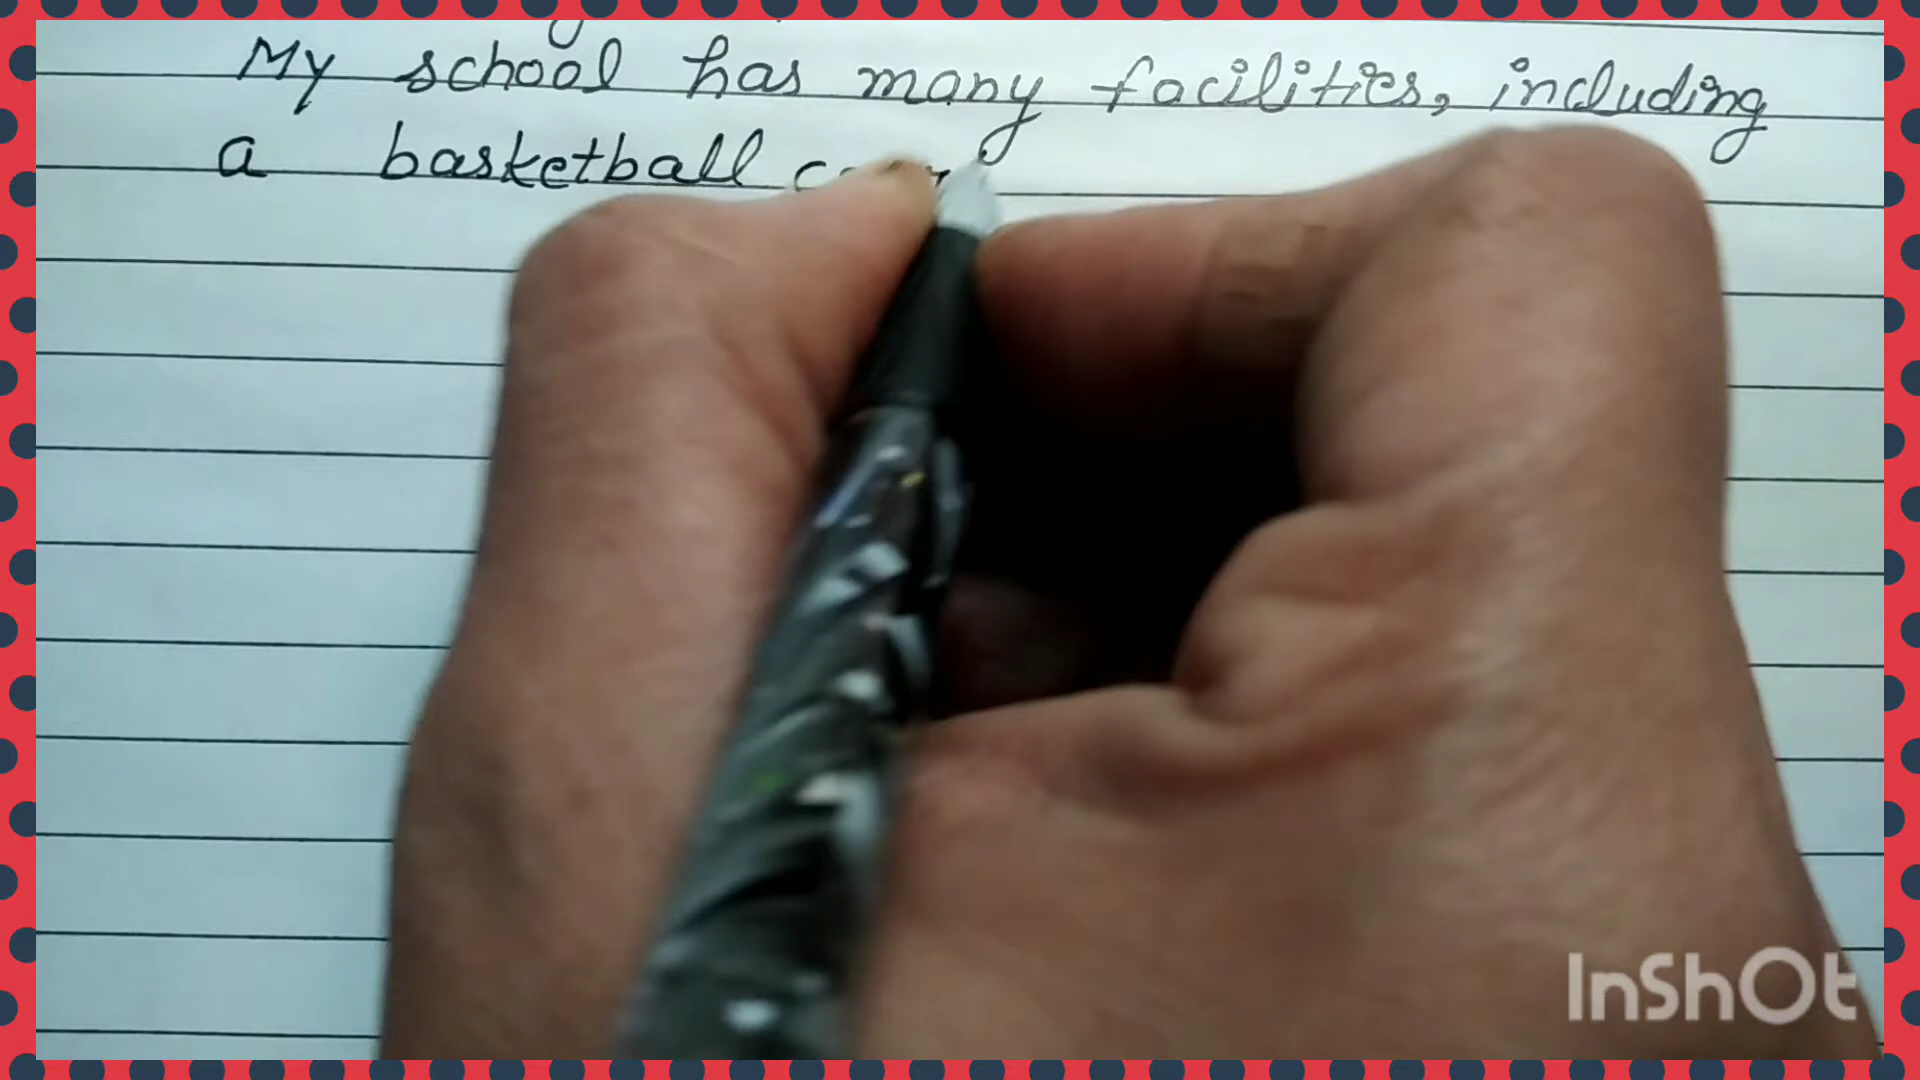 My school has many facilities, including
a basketball
InShOt